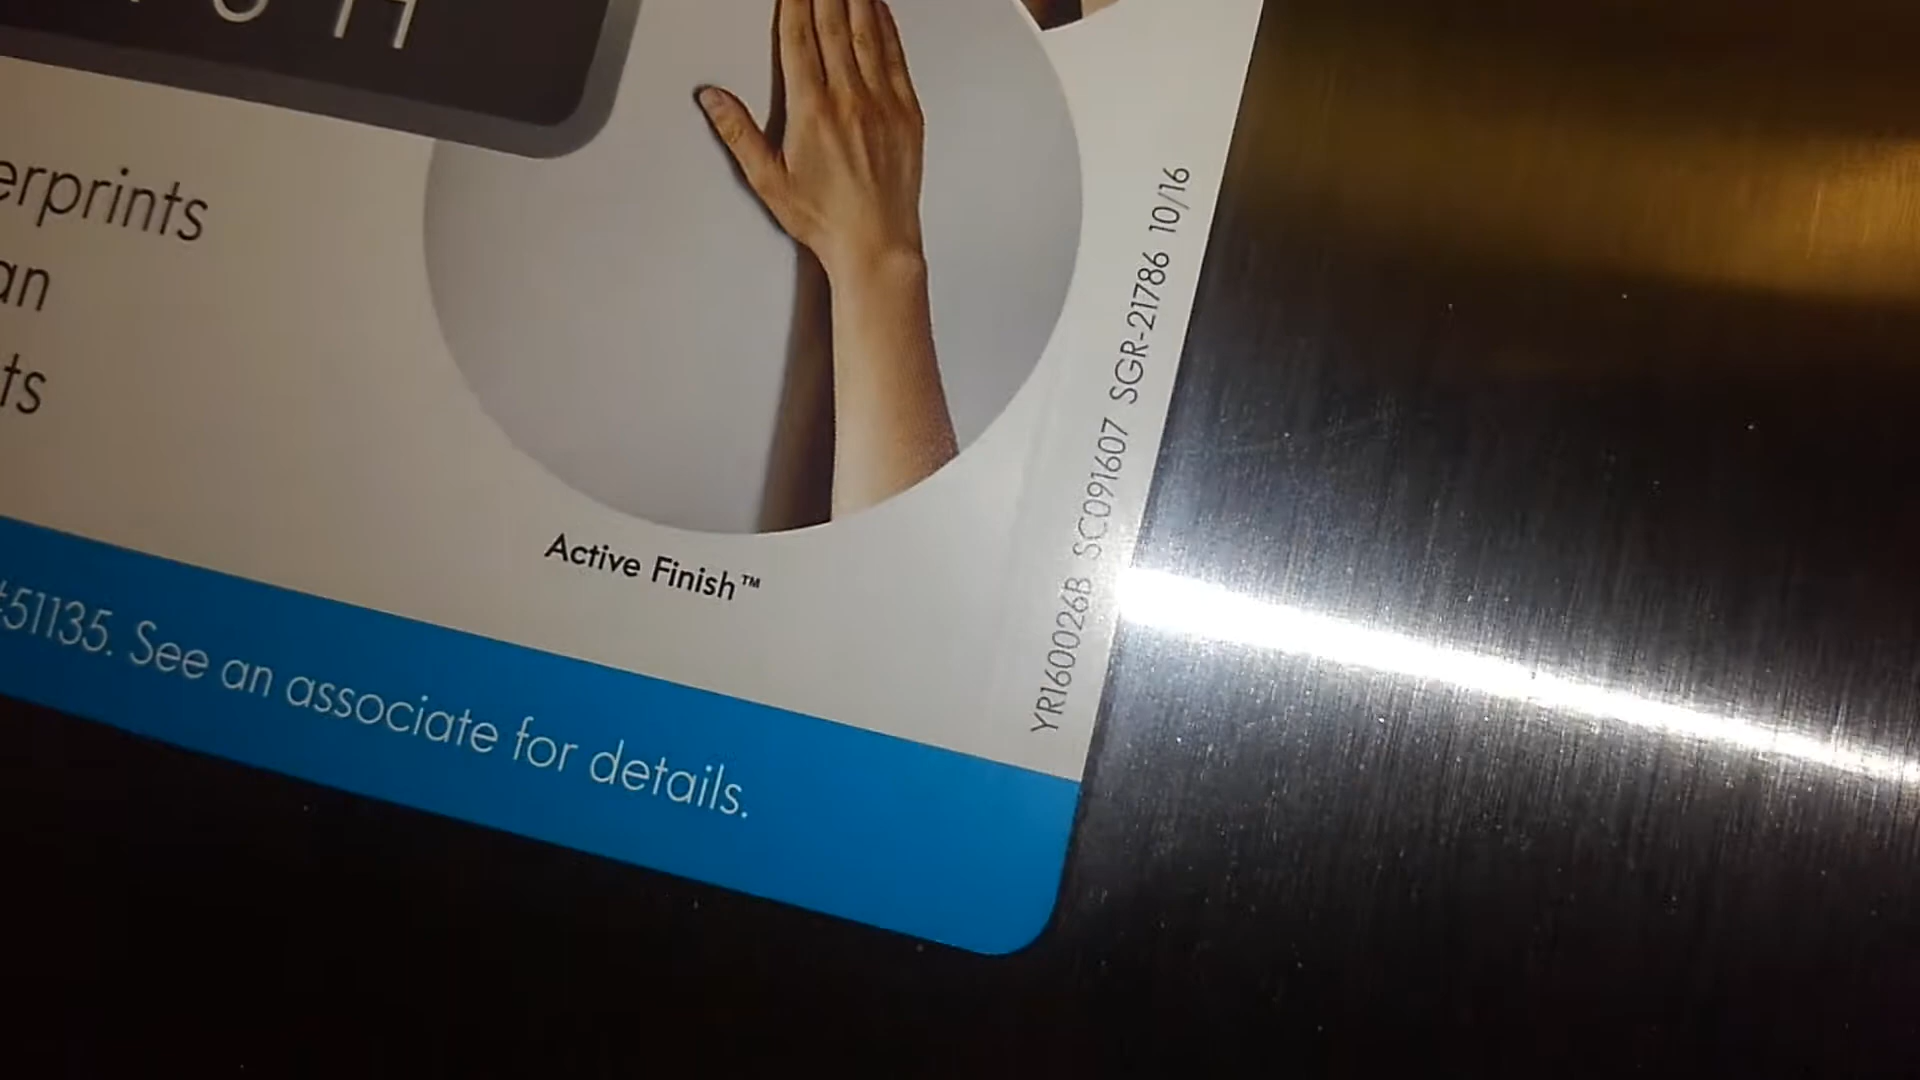 erprints
an
ts
Active Finish™
#51135. See an associate for details.
YR160026B SC091607 SGR-21786 10/16